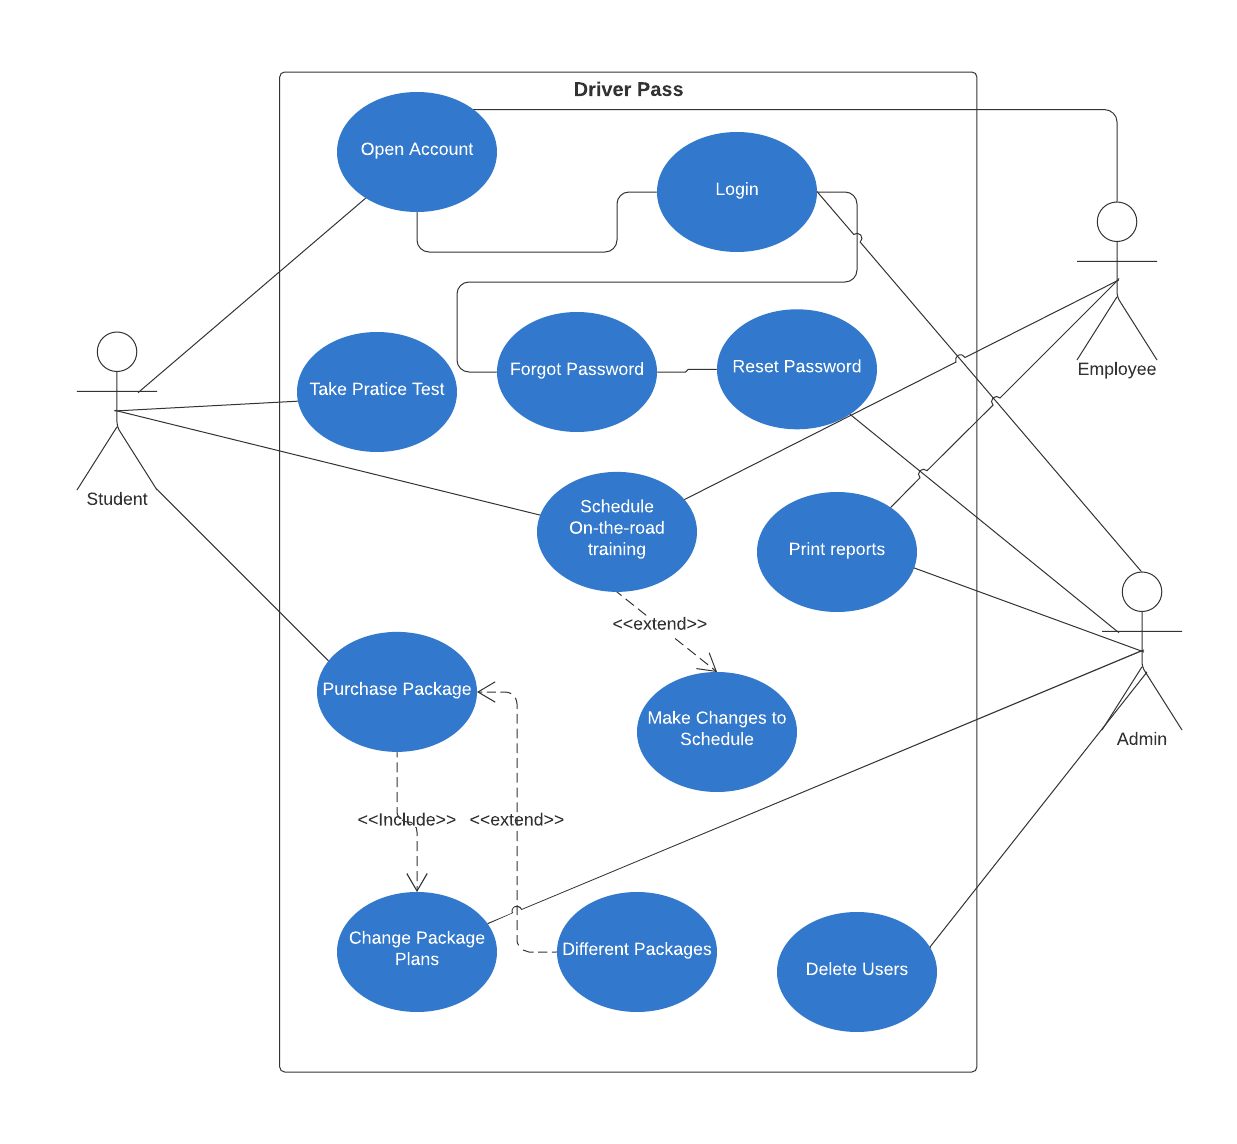 Driver Pass
Open Account
Login
Forgot Password
Reset Password
Take Pratice Test
Employee
Student
Schedule
On-the-road
training
Print reports
<<extend>>
Purchase Package
Make Changes to
Schedule
Admin
<<Include>>
<<extend>>
Change Package
Plans
Different Packages
Delete Users